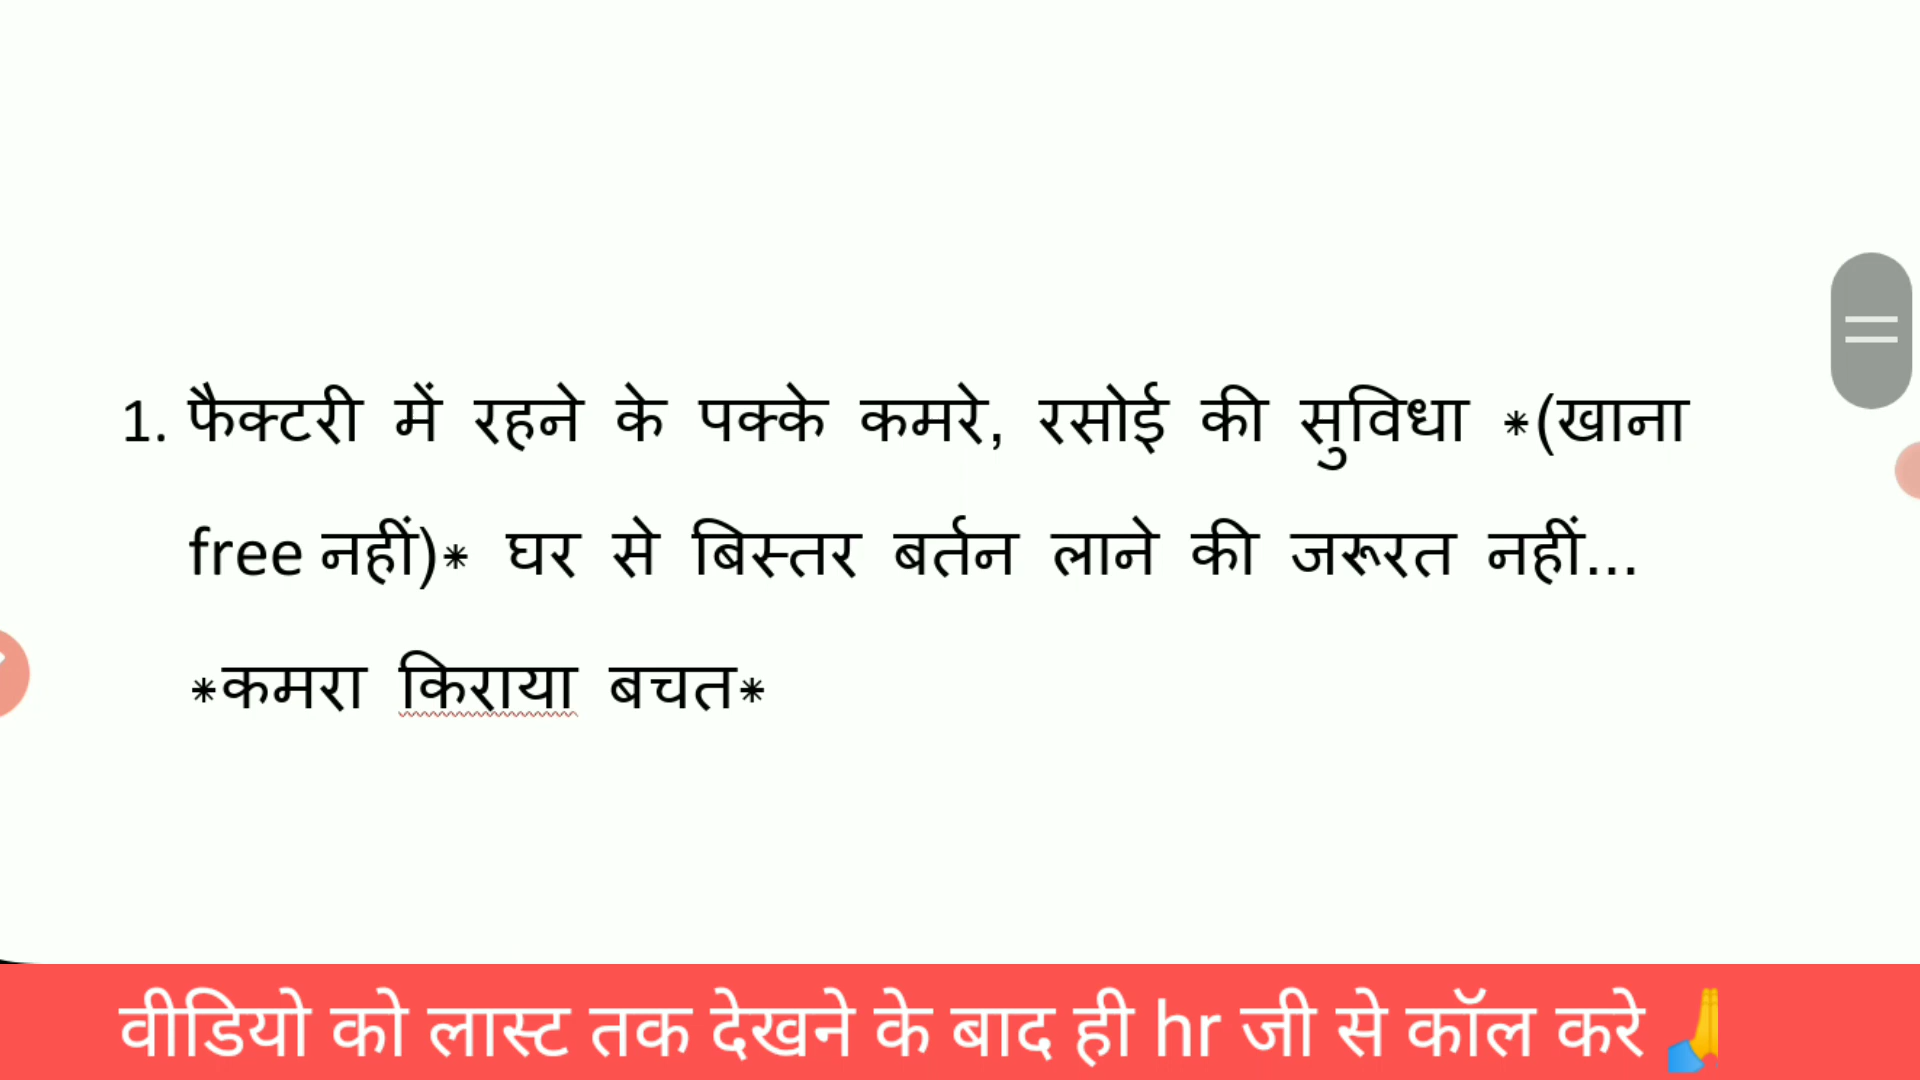 1. फैक्टरी में रहने के पक्के कमरे, रसोई की सुविधा *(खाना
free नहीं)* घर से बिस्तर बर्तन लाने की जरूरत नहीं...
*कमरा किराया बचत*
वीडियो को लास्ट तक देखने के बाद ही hr जी से कॉल करे 🙏